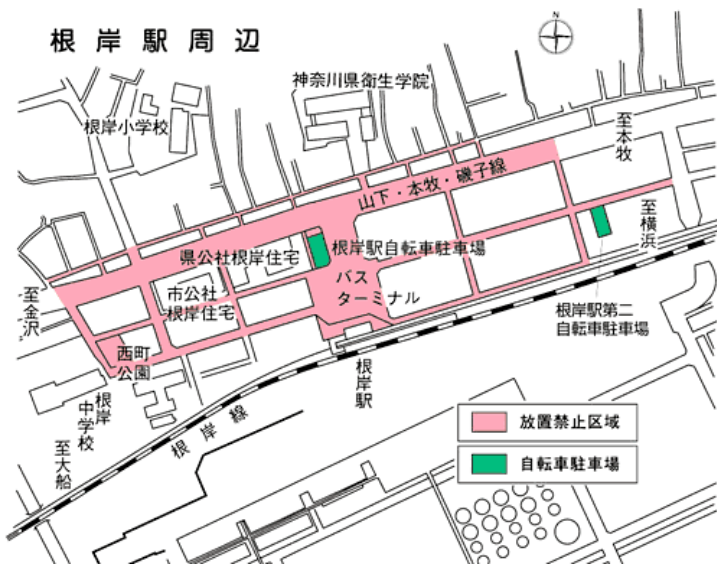 根岸駅周辺
N
神奈川県衛生学院
根岸小学校
至本牧
山下・本牧・磯子線
至横浜
県公社根岸住宅
根岸駅自転車駐車場
バス
ターミナル
至金沢
市公社
根岸住宅
根岸駅第二
自転車駐車場
西町
公園
根岸駅
根岸
中学校
根岸線
至大船
放置禁止区域
自転車駐車場